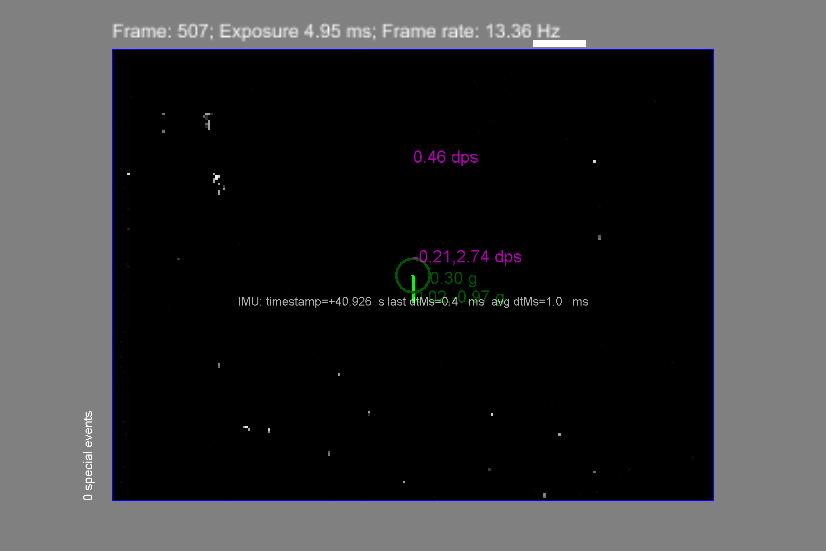 Frame: 507; Exposure 4.95 ms; Frame rate: 13.36 Hz
0.46 dps
-0.21,2.74 dps
0.30 g
IMU: timestamp=+40.926 s last dtMs=0.4 ms avg dtMs=1.0 ms
0 special events